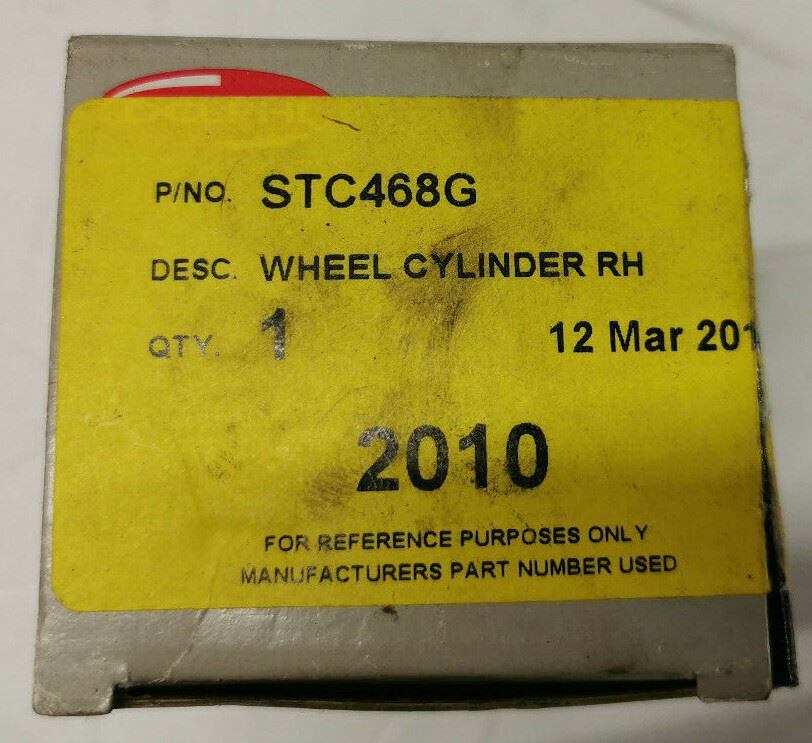 P/NO. STC468G
DESC. WHEEL CYLINDER RH
QTY. 1 12 Mar 201
2010
FOR REFERENCE PURPOSES ONLY
MANUFACTURERS PART NUMBER USED